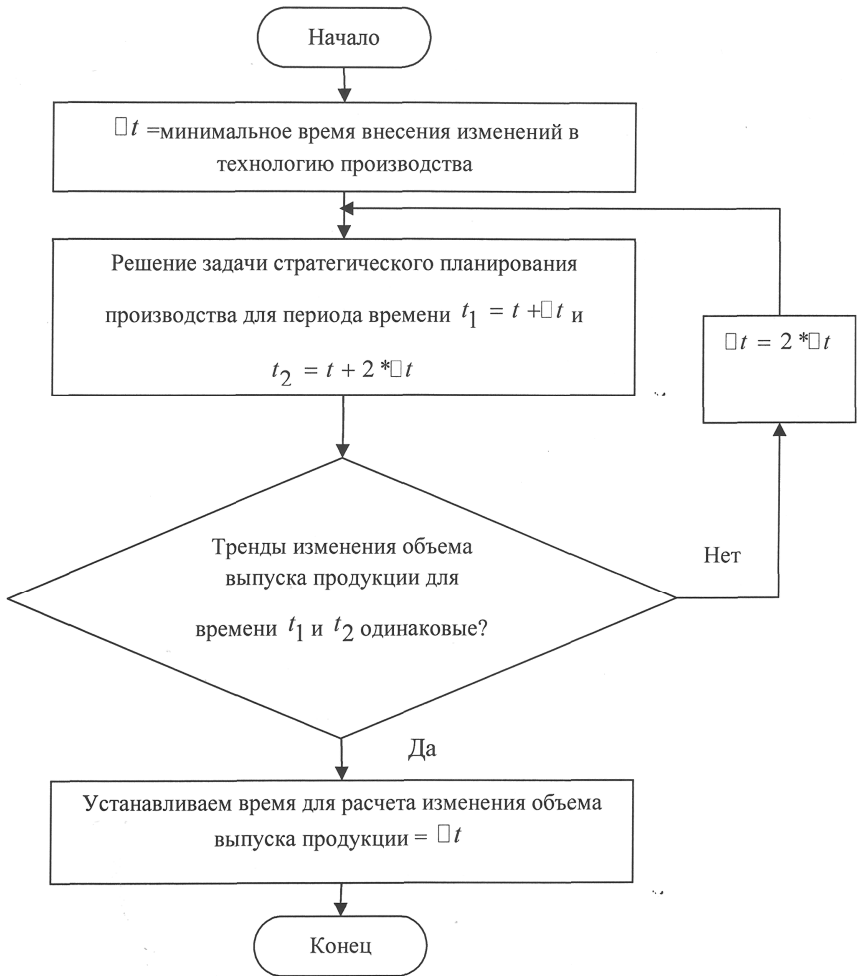 Начало
□t =минимальное время внесения изменений в
технологию производства
Решение задачи стратегического планирования
производства для периода времени t1 = t +□t и
t2 = t + 2 *□t
□t = 2 *□t
Тренды изменения объема
выпуска продукции для
времени t1 и t2 одинаковые?
Нет
Да
Устанавливаем время для расчета изменения объема
выпуска продукции = □t
Конец